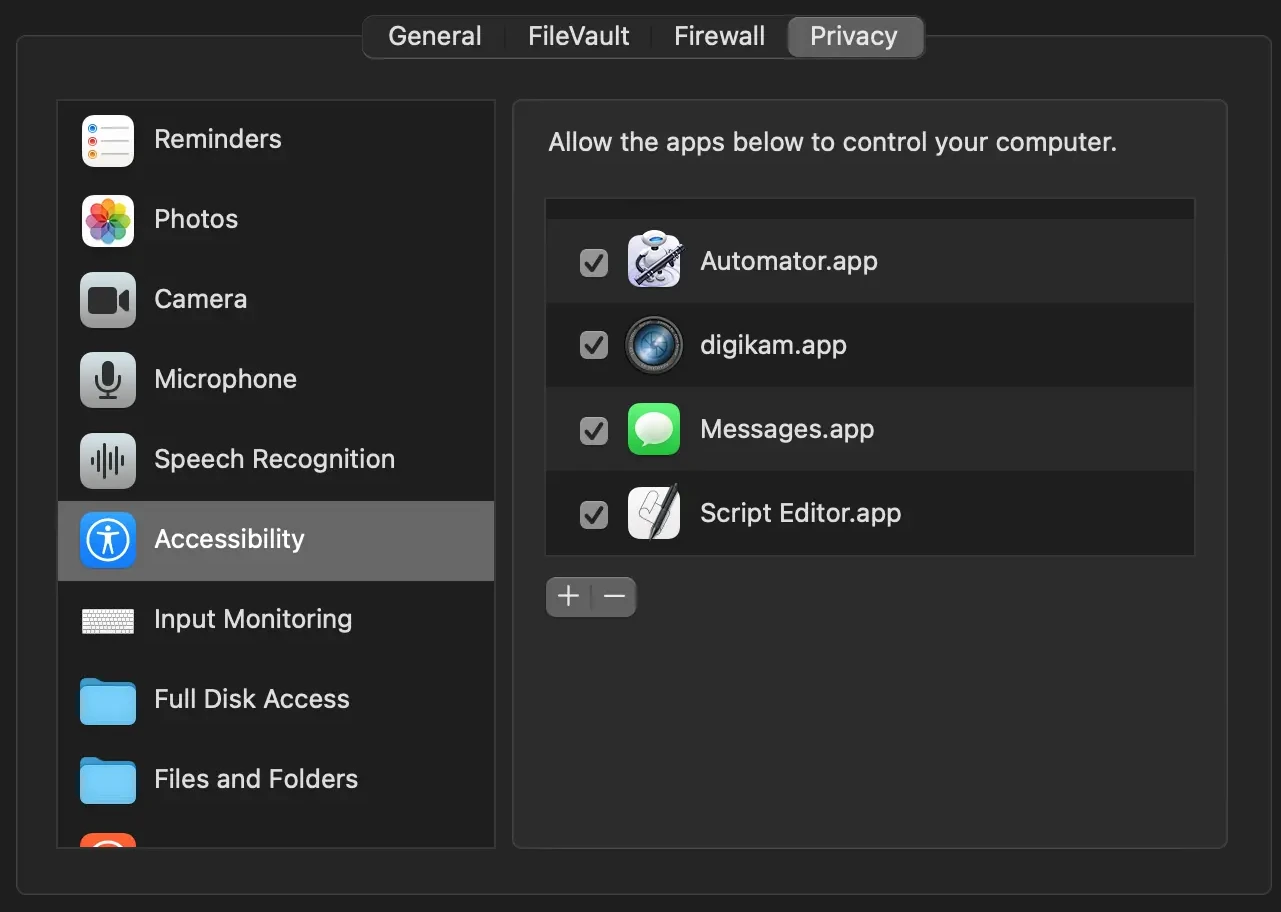 General FileVault Firewall Privacy
Reminders
Photos
Camera
Microphone
Speech Recognition
Accessibility
Input Monitoring
Full Disk Access
Files and Folders
Allow the apps below to control your computer.
Automator.app
digikam.app
Messages.app
Script Editor.app